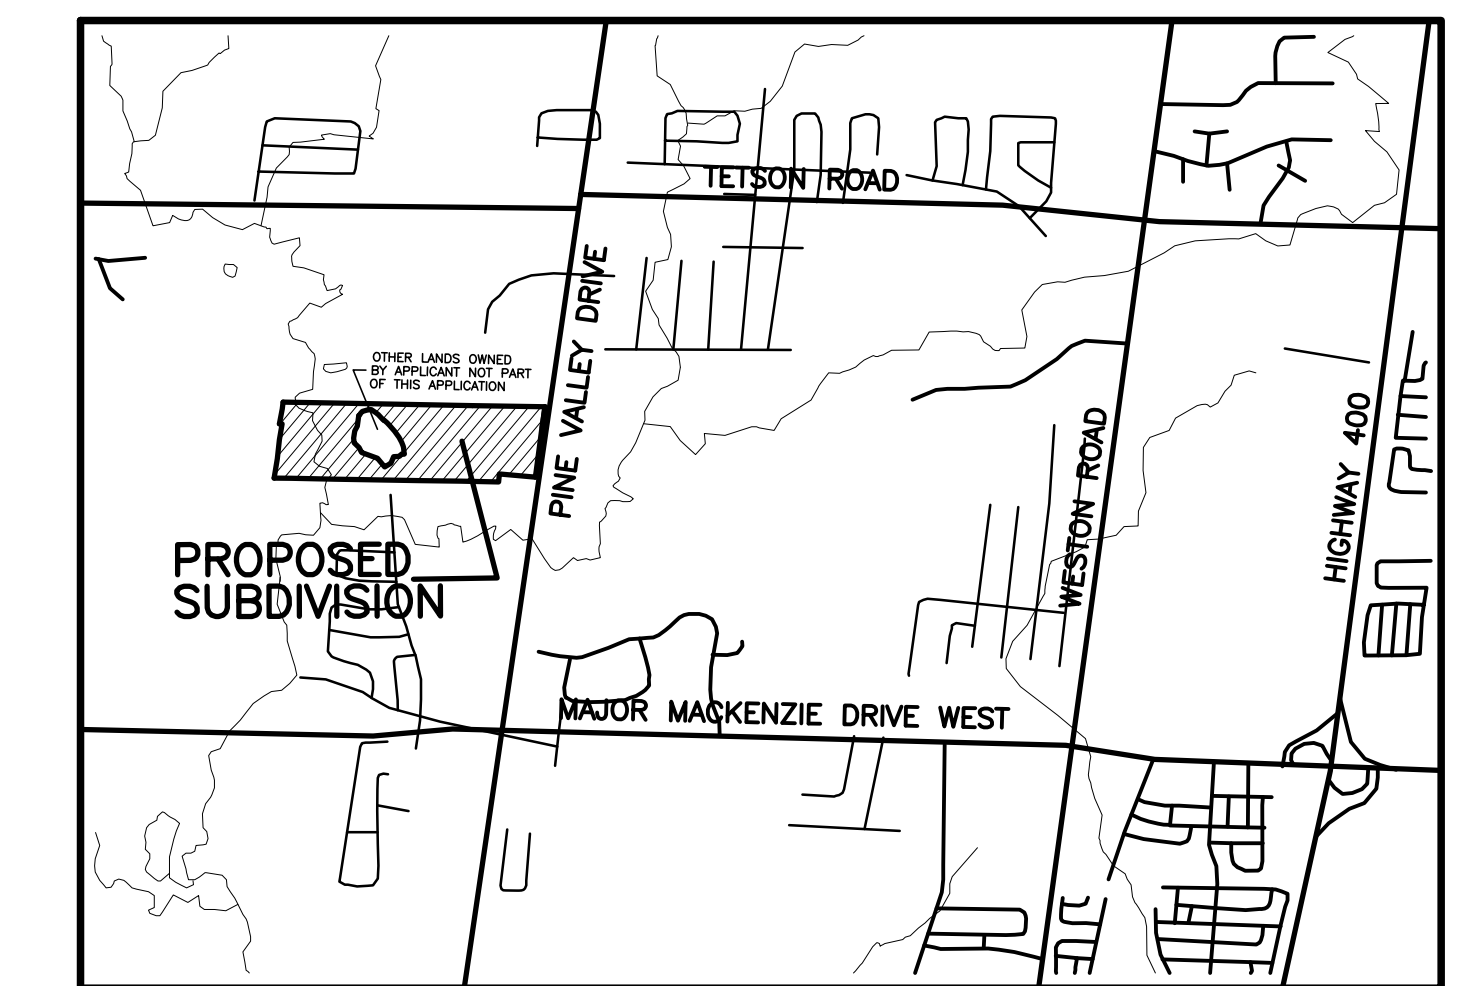 TETSON ROAD
PINE VALLEY DRIVE
OTHER LANDS OWNED
BY APPLICANT NOT PART
OF THIS APPLICATION
HIGHWAY 400
WESTON ROAD
PROPOSED
SUBDIVISION
MAJOR MACKENZIE DRIVE WEST